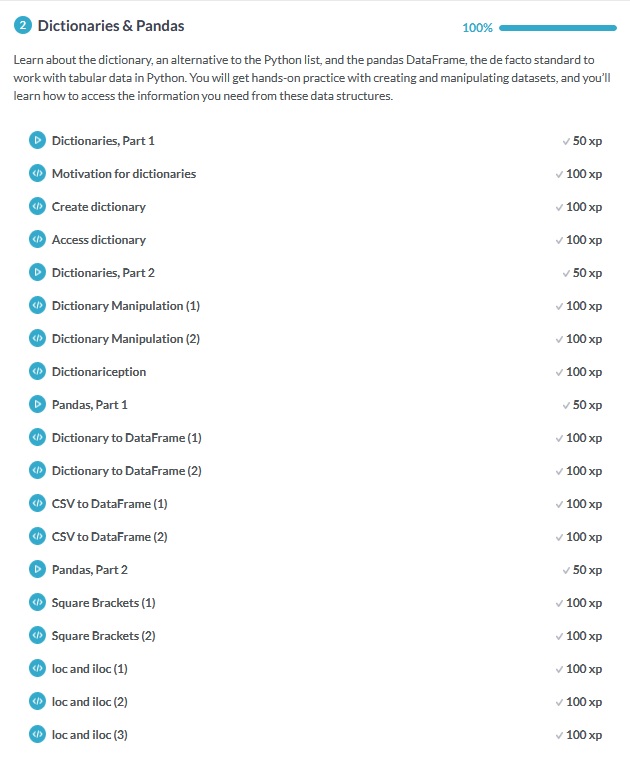 2 Dictionaries & Pandas 100%
Learn about the dictionary, an alternative to the Python list, and the pandas DataFrame, the de facto standard to
work with tabular data in Python. You will get hands-on practice with creating and manipulating datasets, and you'll
learn how to access the information you need from these data structures.
Dictionaries, Part 1 50 xp
Motivation for dictionaries 100 xp
Create dictionary 100 xp
Access dictionary 100 xp
Dictionaries, Part 2 50 xp
Dictionary Manipulation (1) 100 xp
Dictionary Manipulation (2) 100 xp
Dictionariception 100 xp
Pandas, Part 1 50 xp
Dictionary to DataFrame (1) 100 xp
Dictionary to DataFrame (2) 100 xp
CSV to DataFrame (1) 100 xp
CSV to DataFrame (2) 100 xp
Pandas, Part 2 50 xp
Square Brackets (1) 100 xp
Square Brackets (2) 100 xp
loc and iloc (1) 100 xp
loc and iloc (2) 100 xp
loc and iloc (3) 100 xp